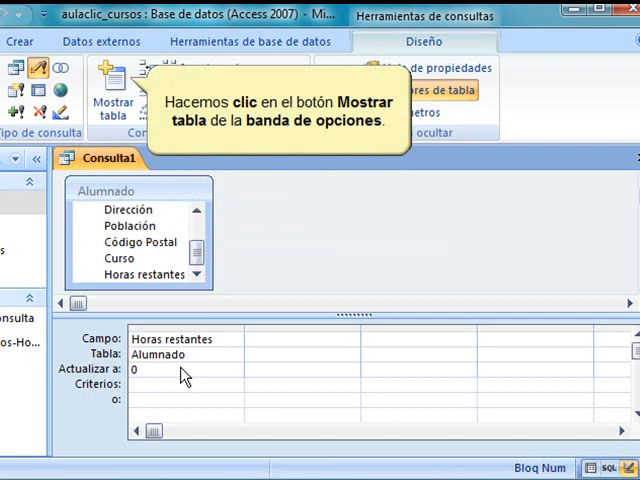 aulaclic_cursos : Base de datos (Access 2007) - Mi...
Herramientas de consultas
Crear
Datos externos
Herramientas de base de datos
Diseño
Mostrar
tabla
Hacemos clic en el botón Mostrar
tabla de la banda de opciones.
de propiedades
res de tabla
metros
ipo de consulta
ocultar
Consulta1
Alumnado
Dirección
Población
Código Postal
Curso
Horas restantes
onsulta
os-Ho...
Campo: Horas restantes
Tabla: Alumnado
Actualizar a: 0
Criterios:
o:
Bloq Num
SQL